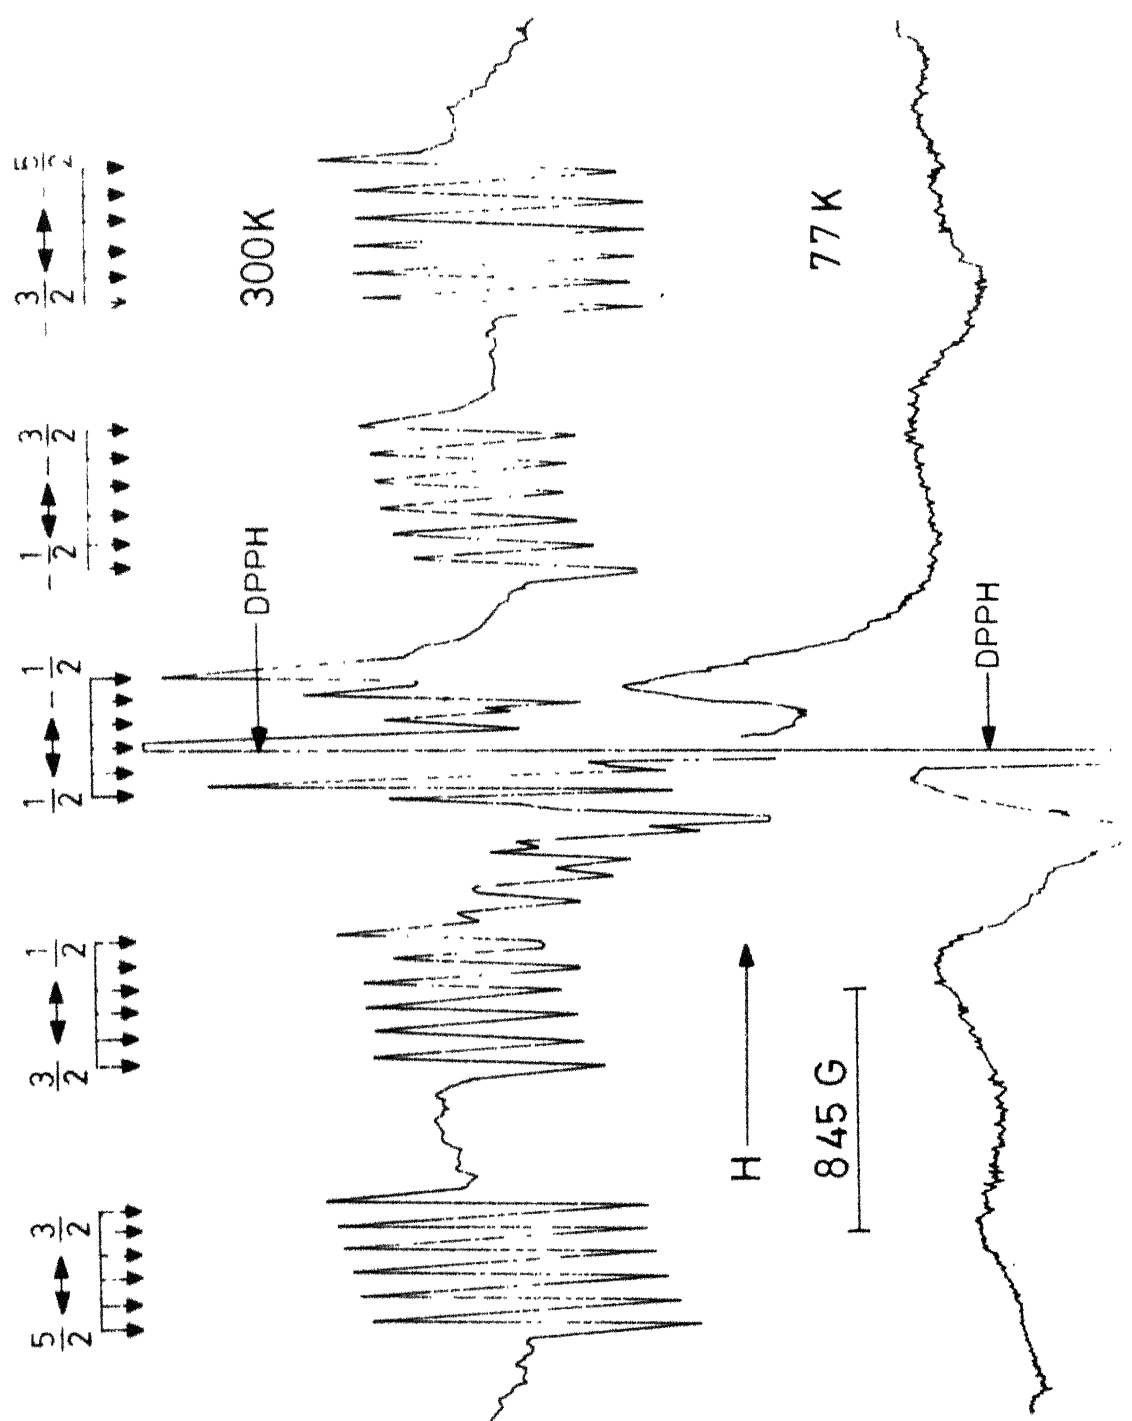 5/2 ↔ 3/2
3/2 ↔ 1/2
1/2 ↔ -1/2
-1/2 ↔ -3/2
-3/2 ↔ -5/2
DPPH
300K
H
845 G
77K
DPPH